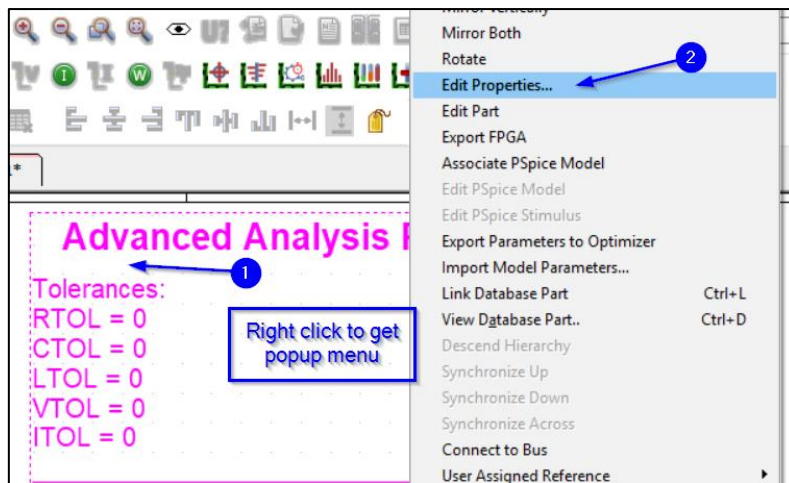 Mirror Vertically
Mirror Both
Rotate
Edit Properties...
2
Edit Part
Export FPGA
Associate PSpice Model
Edit PSpice Model
Edit PSpice Stimulus
Export Parameters to Optimizer
Import Model Parameters...
Link Database Part Ctrl+L
View Database Part.. Ctrl+D
Descend Hierarchy
Synchronize Up
Synchronize Down
Synchronize Across
Connect to Bus
User Assigned Reference
U?
I
W
*
Advanced Analysis
1
Tolerances:
RTOL = 0
CTOL = 0
LTOL = 0
VTOL = 0
ITOL = 0
Right click to get
popup menu